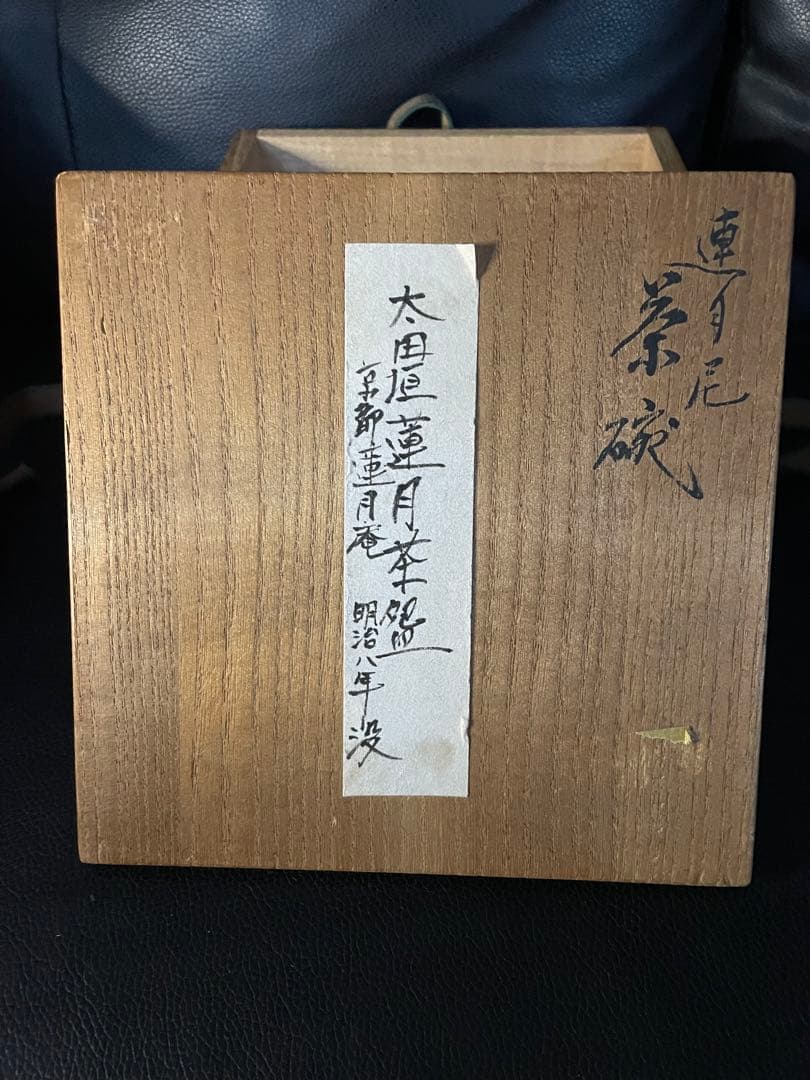 蓮月尼
茶碗
太田垣蓮月茶盌
京都蓮月庵 明治八年没